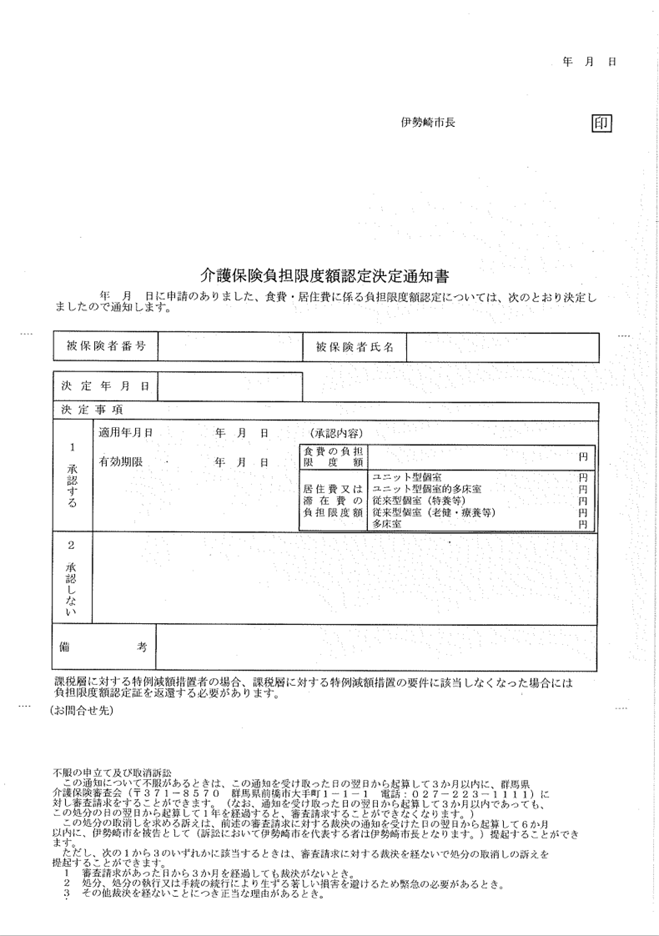 年 月 日
伊勢崎市長 印
介護保険負担限度額認定決定通知書
年 月 日に申請のありました、食費・居住費に係る負担限度額認定については、次のとおり決定し
ましたので通知します。
被保険者番号 被保険者氏名
決定年月日
決定事項
1 承認する
適用年月日 年 月 日 (承認内容)
有効期限 年 月 日
食費の負担限度額 円
居住費又は滞在費の負担限度額
ユニット型個室 円
ユニット型個室的多床室 円
従来型個室(特養等) 円
従来型個室(老健・療養等) 円
多床室 円
2 承認しない
備考
課税層に対する特例減額措置者の場合、課税層に対する特例減額措置の要件に該当しなくなった場合には
負担限度額認定証を返還する必要があります。
(お問合せ先)
不服の申立て及び取消訴訟
この通知について不服があるときは、この通知を受け取った日の翌日から起算して3か月以内に、群馬県
介護保険審査会(〒371-8570 群馬県前橋市大手町1-1-1 電話:027-223-1111)に
対し審査請求をすることができます。(なお、通知を受け取った日の翌日から起算して3か月以内であっても、
この処分の日の翌日から起算して1年を経過すると、審査請求することができなくなります。)
この処分の取消しを求める訴えは、前述の審査請求に対する裁決の通知を受けた日の翌日から起算して6か月
以内に、伊勢崎市を被告として(訴訟において伊勢崎市を代表する者は伊勢崎市長となります。)提起することができ
ます。
ただし、次の1から3のいずれかに該当するときは、審査請求に対する裁決を経ないで処分の取消しの訴えを
提起することができます。
1 審査請求があった日から3か月を経過しても裁決がないとき。
2 処分、処分の執行又は手続の続行により生ずる著しい損害を避けるため緊急の必要があるとき。
3 その他裁決を経ないことにつき正当な理由があるとき。